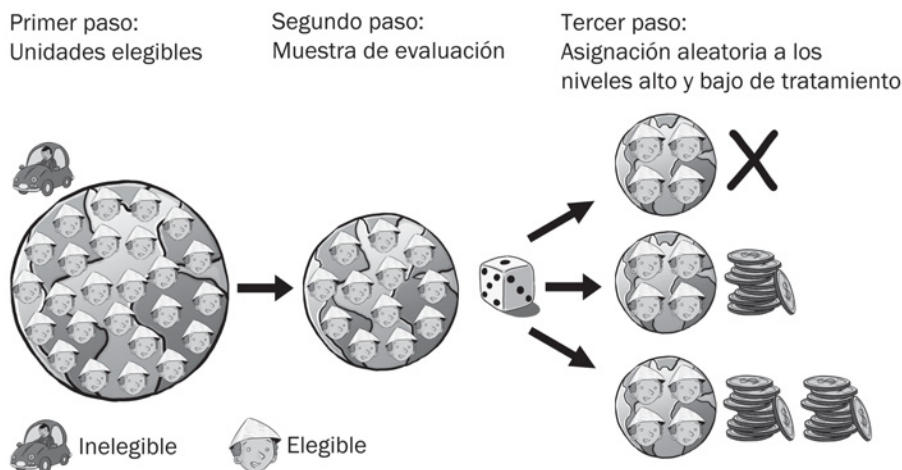 Primer paso:
Unidades elegibles
Segundo paso:
Muestra de evaluación
Tercer paso:
Asignación aleatoria a los
niveles alto y bajo de tratamiento
Inelegible
Elegible